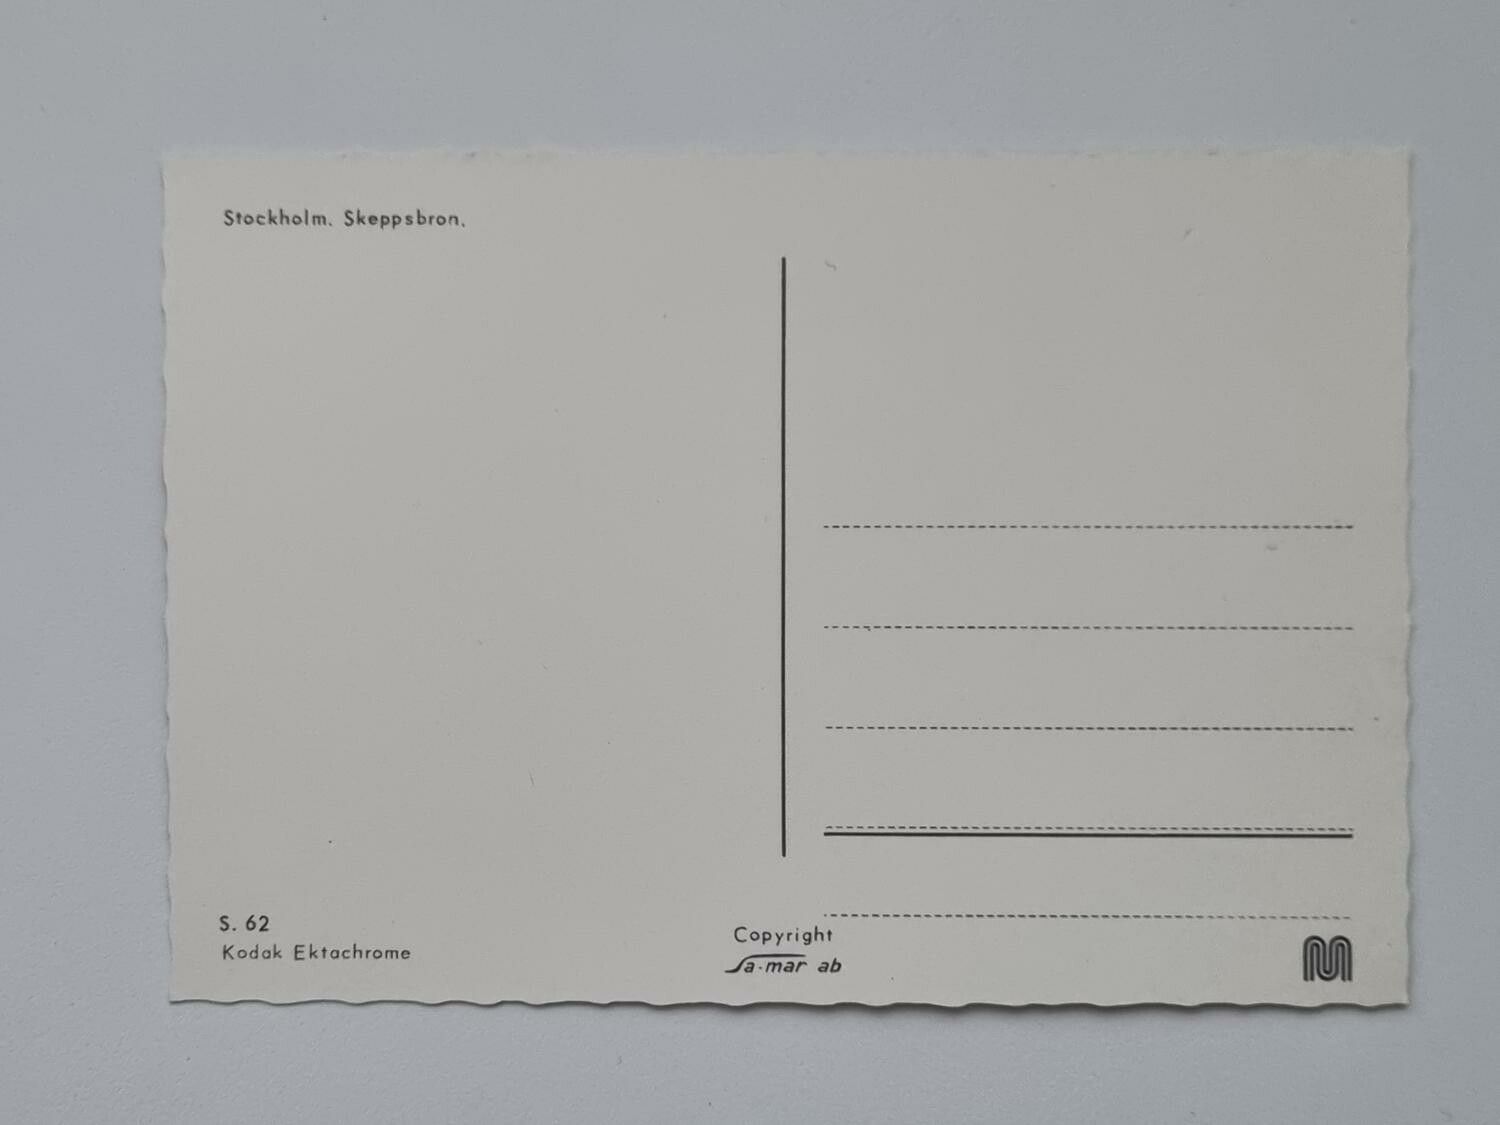 Stockholm. Skeppsbron.
S. 62
Kodak Ektachrome
Copyright
Sa-mar ab